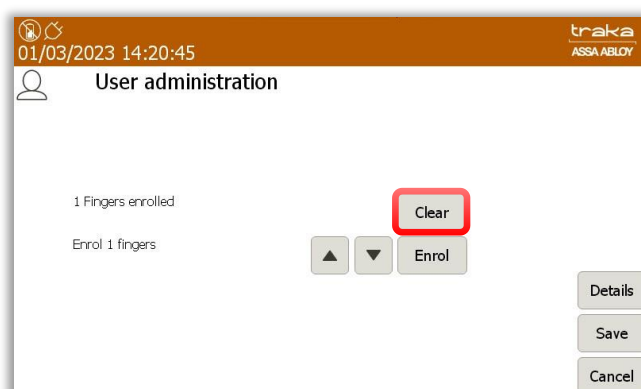 traka
01/03/2023 14:20:45
ASSA ABLOY
User administration
1 Fingers enrolled
Clear
Enrol 1 fingers
Enrol
Details
Save
Cancel